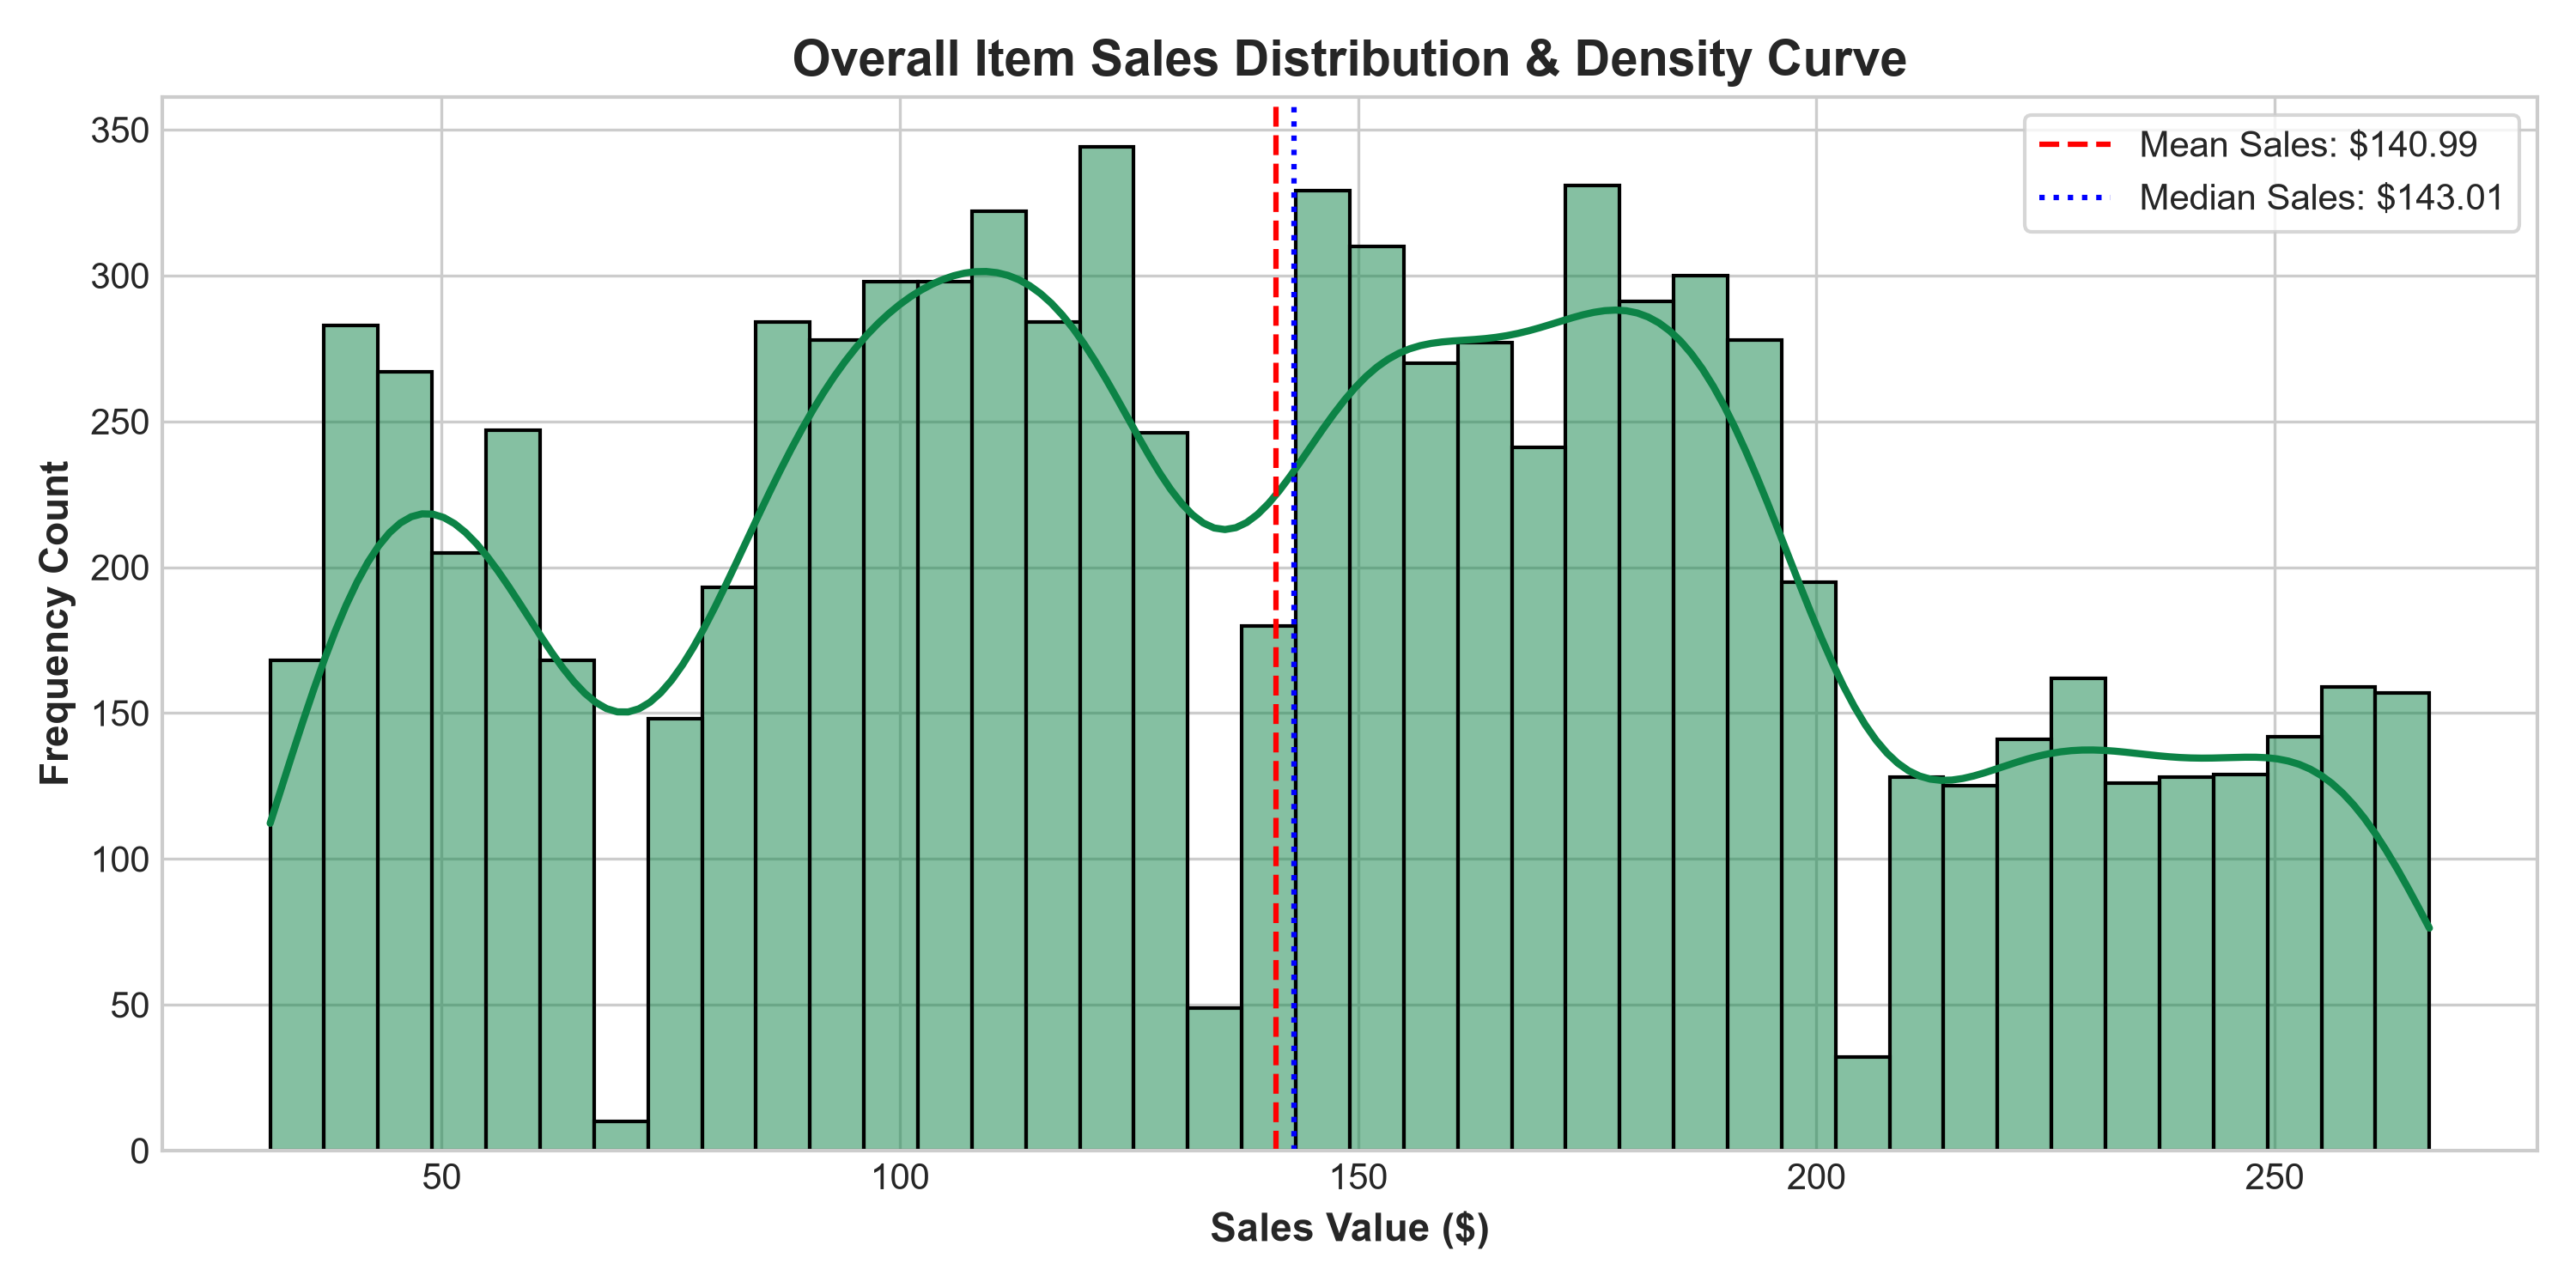 Overall Item Sales Distribution & Density Curve
Mean Sales: $140.99
Median Sales: $143.01
Frequency Count
350
300
250
200
150
100
50
0
50 100 150 200 250
Sales Value ($)